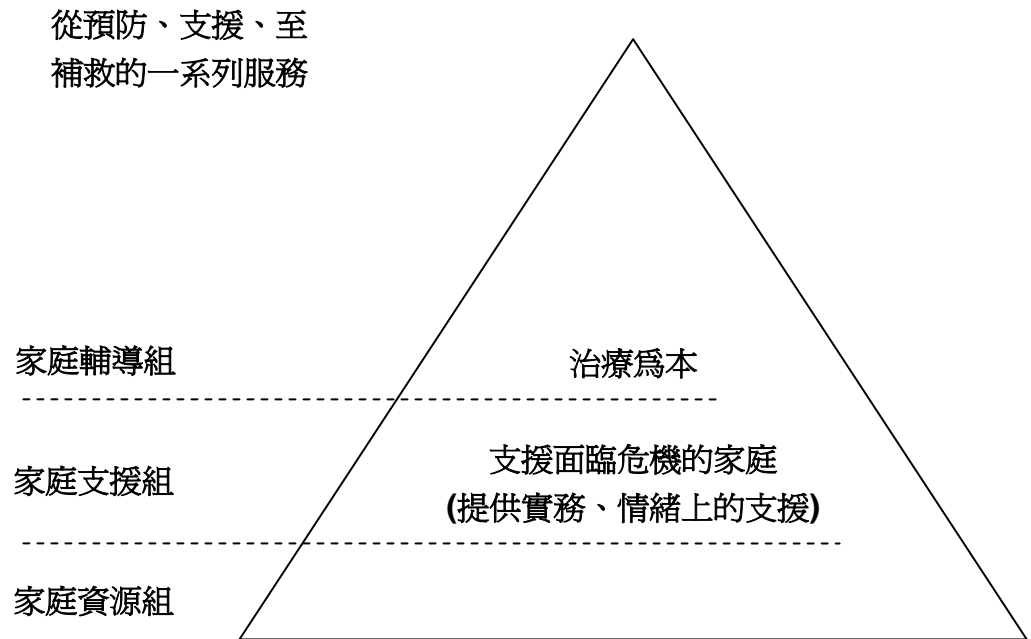 從預防、支援、至
補救的一系列服務
家庭輔導組
治療爲本
家庭支援組
支援面臨危機的家庭
(提供實務、情緒上的支援)
家庭資源組